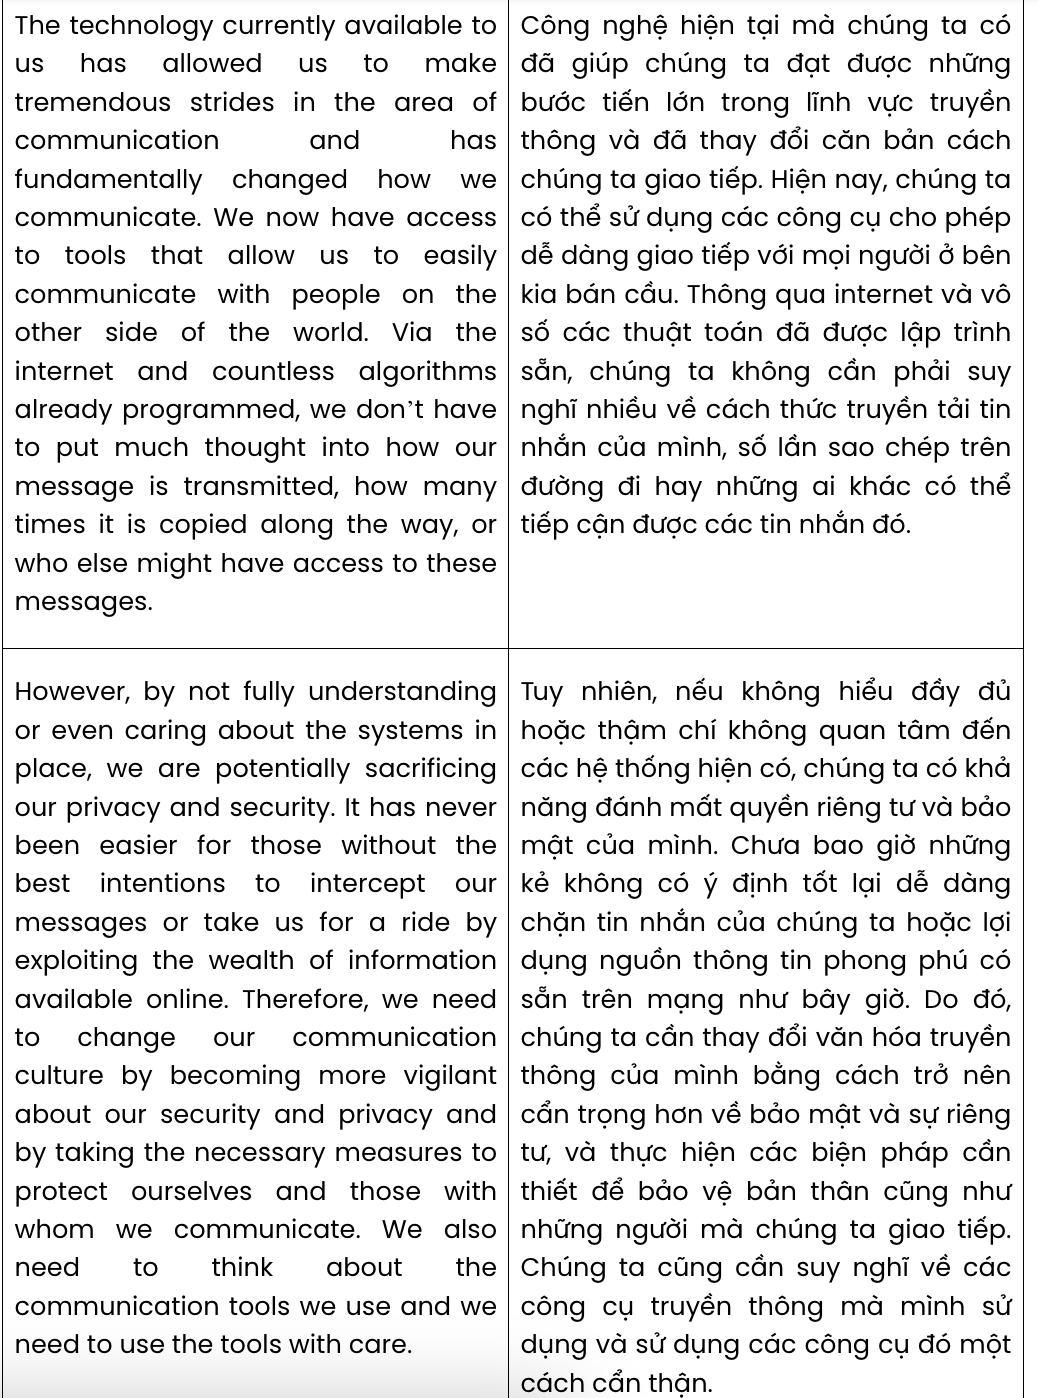 The technology currently available to
us has allowed us to make
tremendous strides in the area of
communication and has
fundamentally changed how we
communicate. We now have access
to tools that allow us to easily
communicate with people on the
other side of the world. Via the
internet and countless algorithms
already programmed, we don’t have
to put much thought into how our
message is transmitted, how many
times it is copied along the way, or
who else might have access to these
messages.
Công nghệ hiện tại mà chúng ta có
đã giúp chúng ta đạt được những
bước tiến lớn trong lĩnh vực truyền
thông và đã thay đổi căn bản cách
chúng ta giao tiếp. Hiện nay, chúng ta
có thể sử dụng các công cụ cho phép
dễ dàng giao tiếp với mọi người ở bên
kia bán cầu. Thông qua internet và vô
số các thuật toán đã được lập trình
sẵn, chúng ta không cần phải suy
nghĩ nhiều về cách thức truyền tải tin
nhắn của mình, số lần sao chép trên
đường đi hay những ai khác có thể
tiếp cận được các tin nhắn đó.
However, by not fully understanding
or even caring about the systems in
place, we are potentially sacrificing
our privacy and security. It has never
been easier for those without the
best intentions to intercept our
messages or take us for a ride by
exploiting the wealth of information
available online. Therefore, we need
to change our communication
culture by becoming more vigilant
about our security and privacy and
by taking the necessary measures to
protect ourselves and those with
whom we communicate. We also
need to think about the
communication tools we use and we
need to use the tools with care.
Tuy nhiên, nếu không hiểu đầy đủ
hoặc thậm chí không quan tâm đến
các hệ thống hiện có, chúng ta có khả
năng đánh mất quyền riêng tư và bảo
mật của mình. Chưa bao giờ những
kẻ không có ý định tốt lại dễ dàng
chặn tin nhắn của chúng ta hoặc lợi
dụng nguồn thông tin phong phú có
sẵn trên mạng như bây giờ. Do đó,
chúng ta cần thay đổi văn hóa truyền
thông của mình bằng cách trở nên
cẩn trọng hơn về bảo mật và sự riêng
tư, và thực hiện các biện pháp cần
thiết để bảo vệ bản thân cũng như
những người mà chúng ta giao tiếp.
Chúng ta cũng cần suy nghĩ về các
công cụ truyền thông mà mình sử
dụng và sử dụng các công cụ đó một
cách cẩn thận.